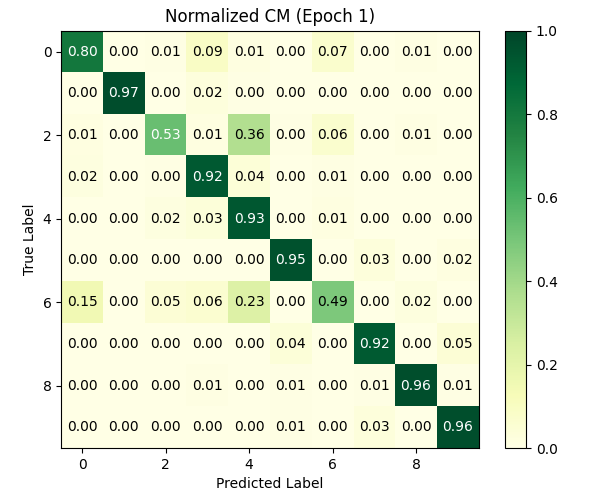 Normalized CM (Epoch 1)
0 0.80 0.00 0.01 0.09 0.01 0.00 0.07 0.00 0.01 0.00
0.00 0.97 0.00 0.02 0.00 0.00 0.00 0.00 0.00 0.00
2 0.01 0.00 0.53 0.01 0.36 0.00 0.06 0.00 0.01 0.00
0.02 0.00 0.00 0.92 0.04 0.00 0.01 0.00 0.00 0.00
4 0.00 0.00 0.02 0.03 0.93 0.00 0.01 0.00 0.00 0.00
0.00 0.00 0.00 0.00 0.00 0.95 0.00 0.03 0.00 0.02
6 0.15 0.00 0.05 0.06 0.23 0.00 0.49 0.00 0.02 0.00
0.00 0.00 0.00 0.00 0.00 0.04 0.00 0.92 0.00 0.05
8 0.00 0.00 0.00 0.01 0.00 0.01 0.00 0.01 0.96 0.01
0.00 0.00 0.00 0.00 0.00 0.01 0.00 0.03 0.00 0.96
0 2 4 6 8
Predicted Label
True Label
1.0
0.8
0.6
0.4
0.2
0.0